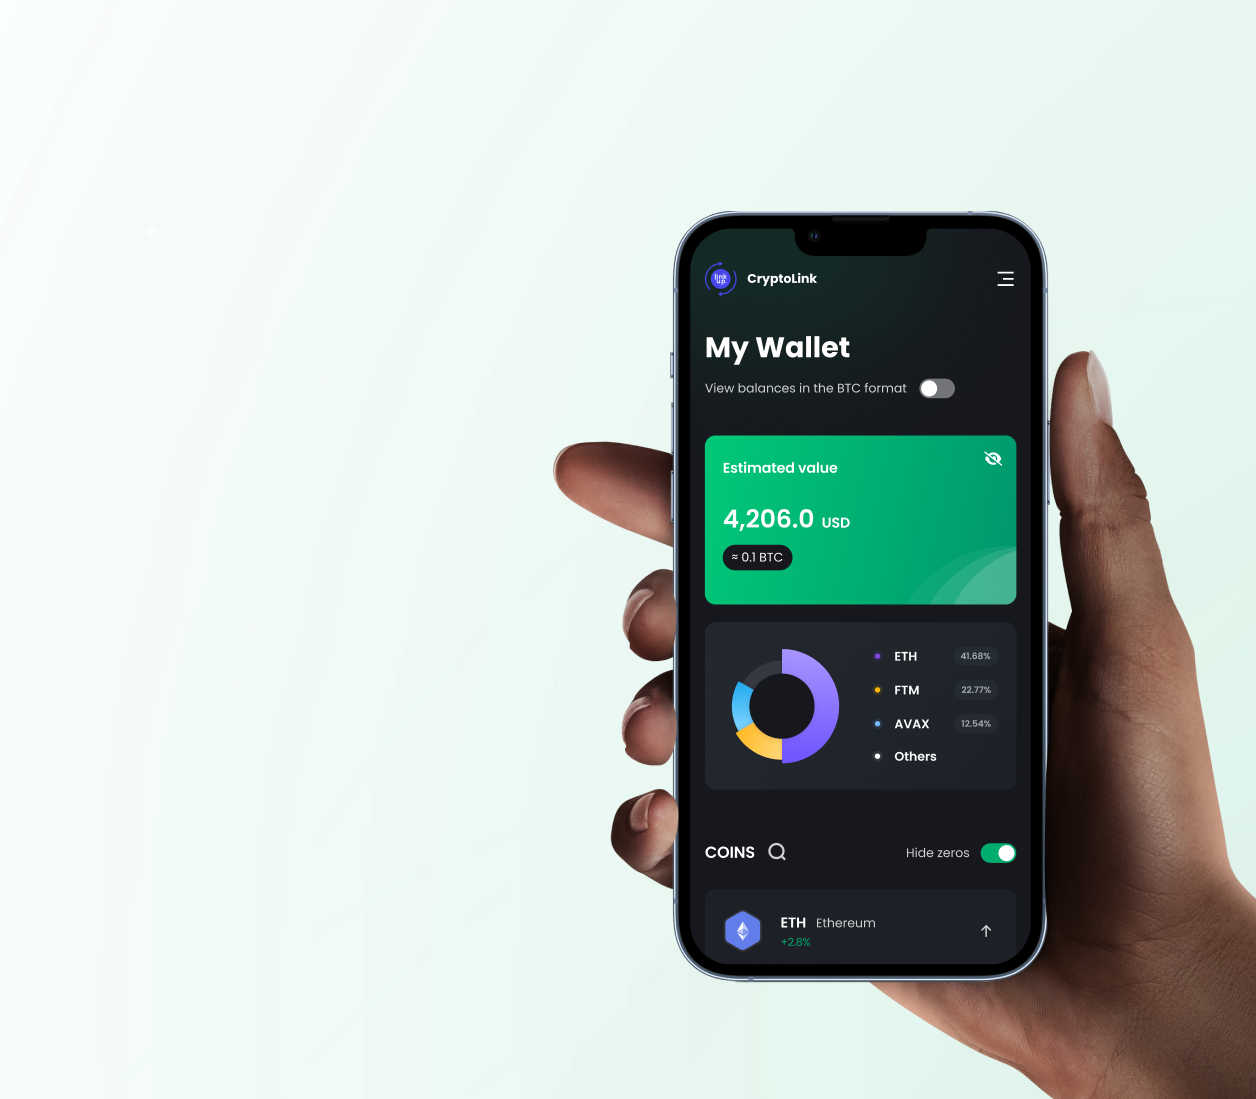 link
up
CryptoLink
My Wallet
View balances in the BTC format
Estimated value
4,206.0 USD
≈ 0.1 BTC
ETH 41.68%
FTM 22.77%
AVAX 12.54%
Others
COINS
Hide zeros
ETH Ethereum
+2.8%